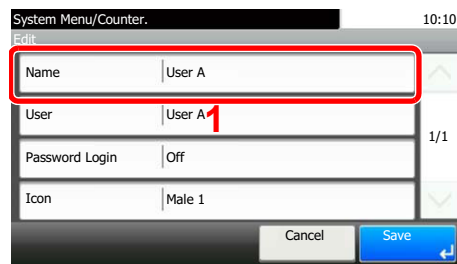 System Menu/Counter. 10:10
Edit
Name User A
User User A 1
1/1
Password Login Off
Icon Male 1
Cancel Save